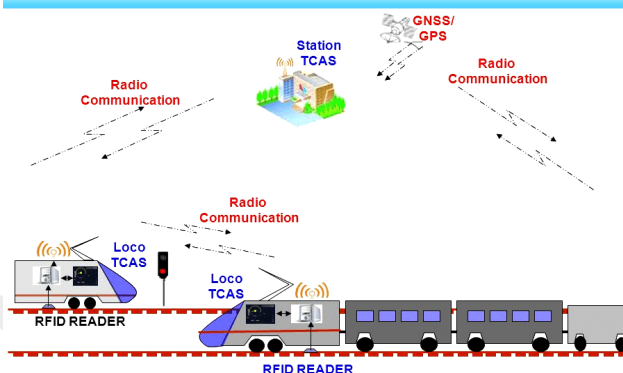 GNSS/
GPS
Station
TCAS
Radio
Communication
Radio
Communication
Radio
Communication
Loco
TCAS
Loco
TCAS
RFID READER
RFID READER